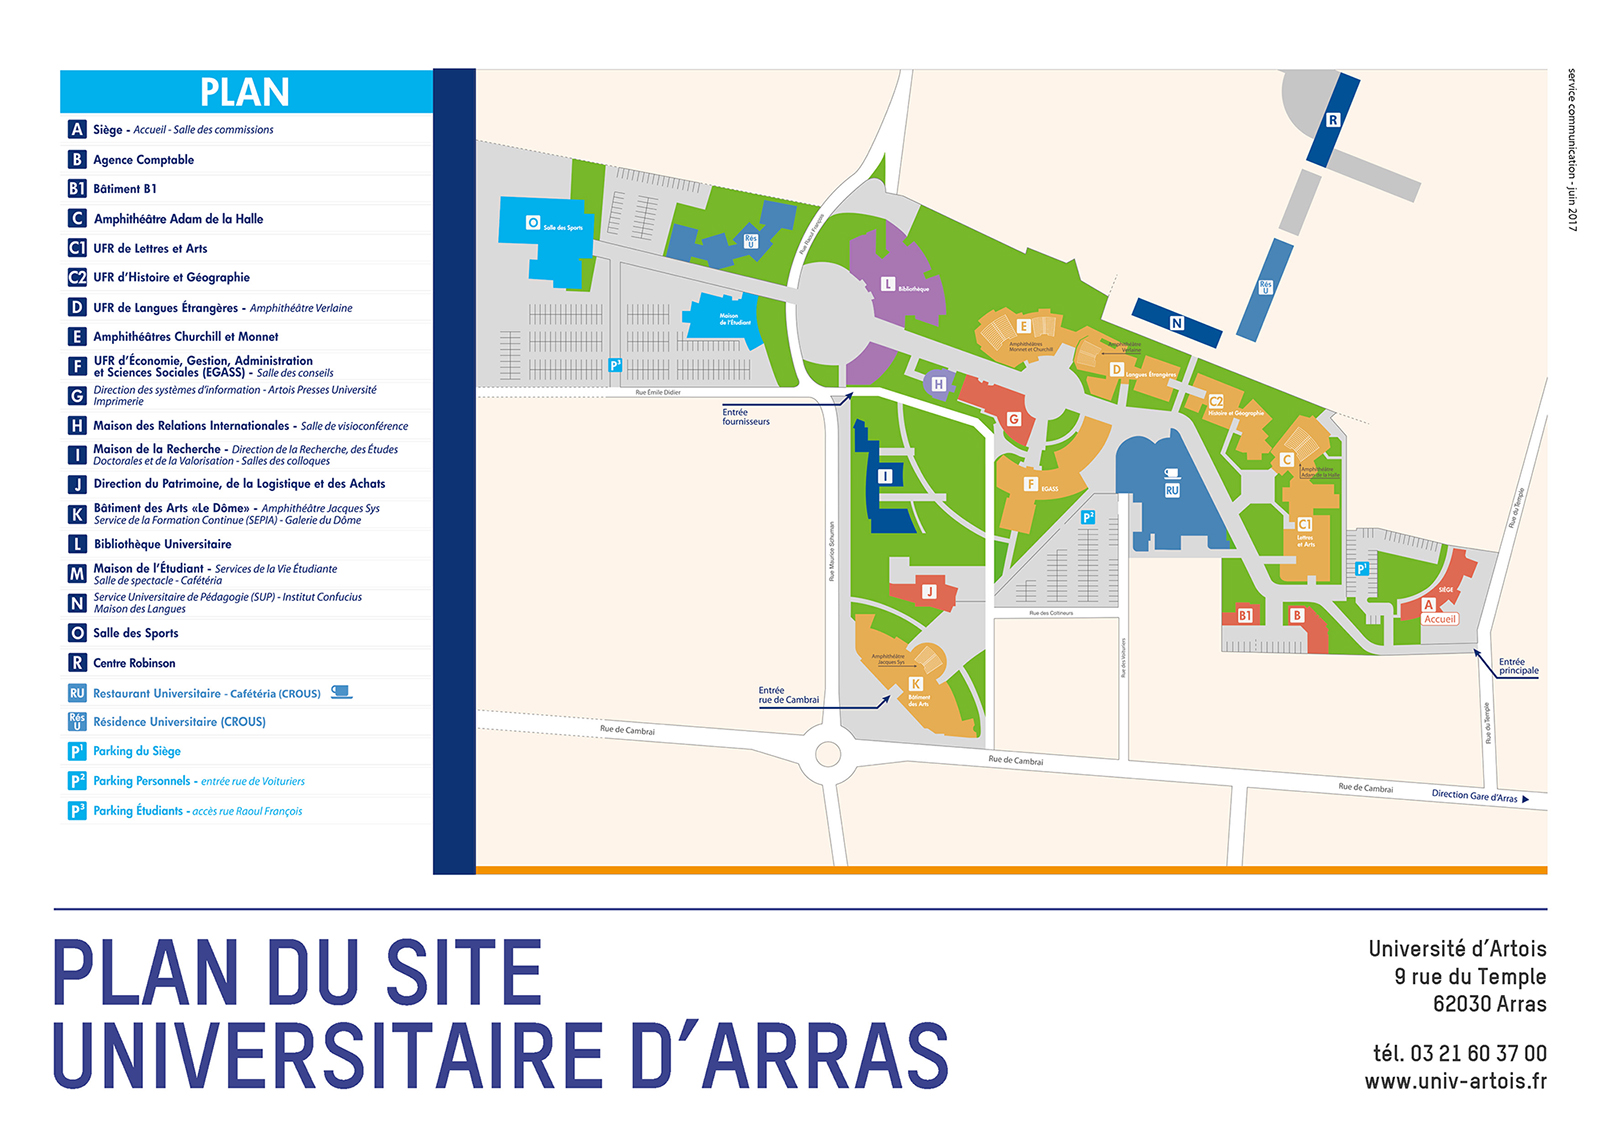 PLAN
A Siège - Accueil - Salle des commissions
B Agence Comptable
B1 Bâtiment B1
C Amphithéâtre Adam de la Halle
C1 UFR de Lettres et Arts
C2 UFR d'Histoire et Géographie
D UFR de Langues Étrangères - Amphithéatre Verlaine
E Amphithéâtres Churchill et Monnet
F UFR d'Économie, Gestion, Administration
et Sciences Sociales (EGASS) - Salle des conseils
G Direction des systèmes d'information - Artois Presses Université
Imprimerie
H Maison des Relations Internationales - Salle de visioconférence
I Maison de la Recherche - Direction de la Recherche, des Études
Doctorales et de la Valorisation - Salles des colloques
J Direction du Patrimoine, de la Logistique et des Achats
K Bâtiment des Arts «Le Dôme» - Amphithéatre Jacques Sys
Service de la Formation Continue (SEPIA) - Galerie du Dôme
L Bibliothèque Universitaire
M Maison de l'Étudiant - Services de la Vie Étudiante
Salle de spectacle - Cafétéria
N Service Universitaire de Pédagogie (SUP) - Institut Confucius
Maison des Langues
O Salle des Sports
R Centre Robinson
RU Restaurant Universitaire - Cafétéria (CROUS)
Rés U Résidence Universitaire (CROUS)
P1 Parking du Siège
P2 Parking Personnels - entrée rue de Voituriers
P3 Parking Étudiants - accès rue Raoul François
R
O Salle des Sports
Rés
U
Rue Raoul François
L Bibliothèque
Rés
U
Maison
de l'Étudiant
N
E
Amphithéâtres
Monnet et Churchill
Amphithéâtre
Verlaine
D Langues Étrangères
P3
Rue Émile Didier
Entrée
fournisseurs
H
G
C2
Histoire et Géographie
C
Amphithéâtre
Adam de la Halle
I
F EGASS
RU
P2
C1
Lettres
et Arts
Rue du Temple
Rue Maurice Schuman
P1
J
Rue des Cotineurs
B1
B
SIÈGE
A
Accueil
Rue des Voituriers
Amphithéâtre
Jacques Sys
K
Bâtiment
des Arts
Entrée
principale
Entrée
rue de Cambrai
Rue du Temple
Rue de Cambrai
Rue de Cambrai
Rue de Cambrai
Direction Gare d'Arras
service communication - juin 2017
PLAN DU SITE
UNIVERSITAIRE D'ARRAS
Université d'Artois
9 rue du Temple
62030 Arras
tél. 03 21 60 37 00
www.univ-artois.fr